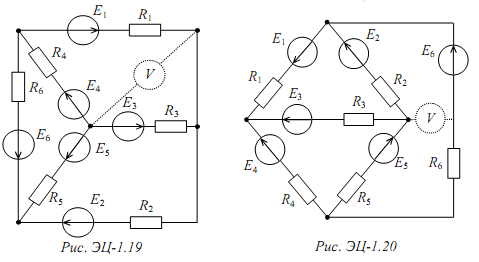 E1 R1
R4
V
R6 E4 E3
R3
E6 E5
R5
E2 R2
Рис. ЭЦ-1.19
E1 E2 E6
R1 R2
E3 R3 V
E4 E5
R4 R5 R6
Рис. ЭЦ-1.20